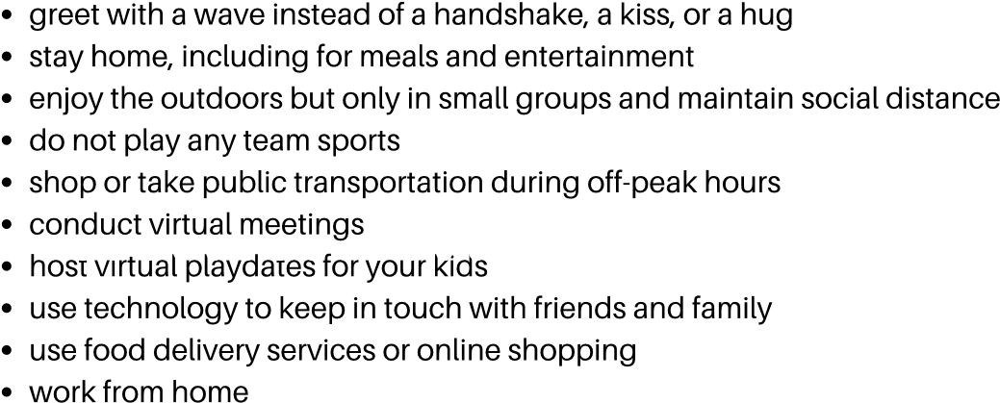 • greet with a wave instead of a handshake, a kiss, or a hug
• stay home, including for meals and entertainment
• enjoy the outdoors but only in small groups and maintain social distance
• do not play any team sports
• shop or take public transportation during off-peak hours
• conduct virtual meetings
• host virtual playdates for your kids
• use technology to keep in touch with friends and family
• use food delivery services or online shopping
• work from home